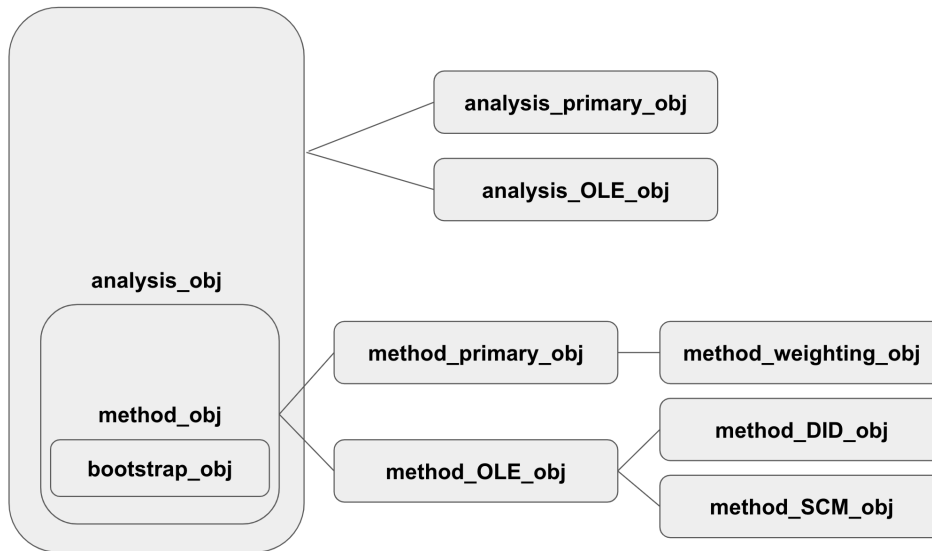 analysis_primary_obj
analysis_OLE_obj
analysis_obj
method_primary_obj
method_weighting_obj
method_obj
method_DID_obj
bootstrap_obj
method_OLE_obj
method_SCM_obj